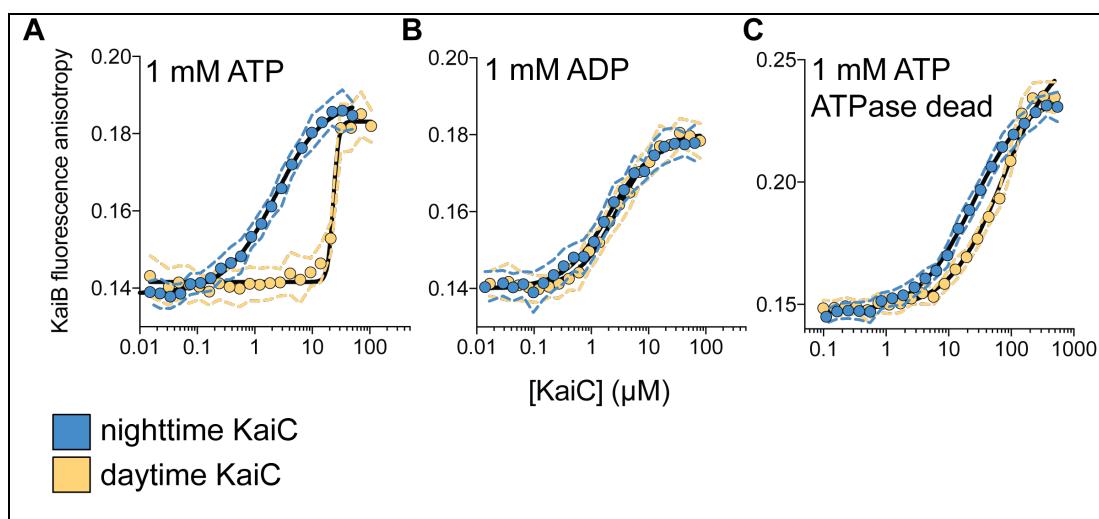 A
B
C
KaiB fluorescence anisotropy
0.20
0.18
0.16
0.14
1 mM ATP
0.01 0.1 1 10 100
0.20
0.18
0.16
0.14
1 mM ADP
0.01 0.1 1 10 100
0.25
0.20
0.15
1 mM ATP
ATPase dead
0.1 1 10 100 1000
[KaiC] (µM)
nighttime KaiC
daytime KaiC